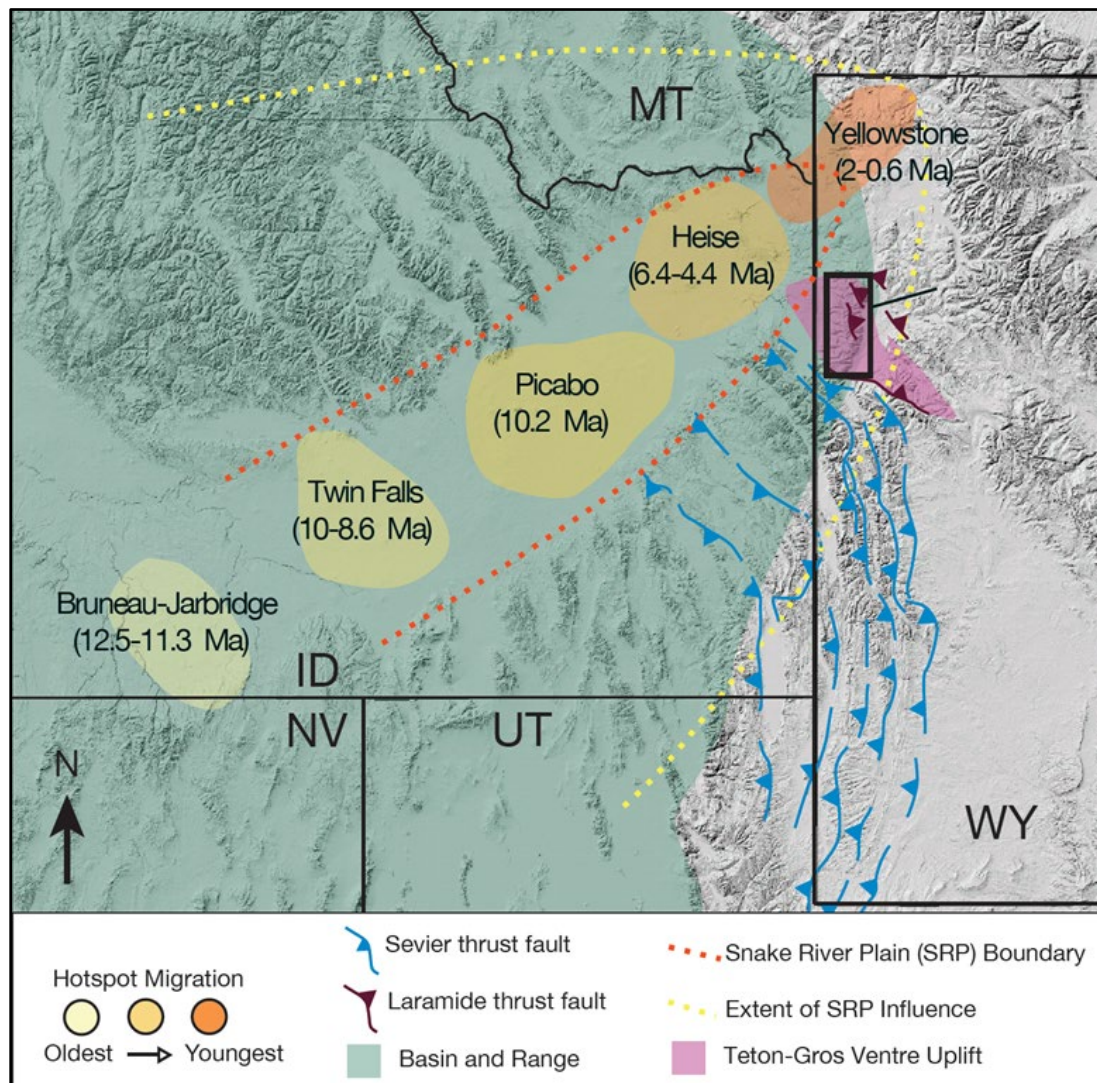 MT
Yellowstone
(2-0.6 Ma)
Heise
(6.4-4.4 Ma)
Picabo
(10.2 Ma)
Twin Falls
(10-8.6 Ma)
Bruneau-Jarbridge
(12.5-11.3 Ma)
ID
NV
UT
N
WY
Hotspot Migration
Oldest
Youngest
Sevier thrust fault
Laramide thrust fault
Basin and Range
Snake River Plain (SRP) Boundary
Extent of SRP Influence
Teton-Gros Ventre Uplift